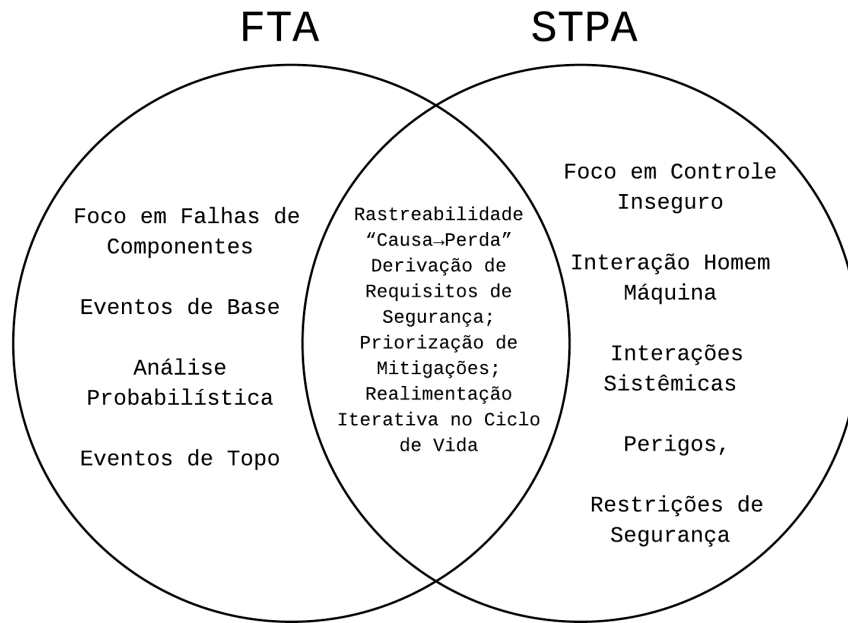 FTA
STPA
Foco em Falhas de
Componentes
Eventos de Base
Análise
Probabilística
Eventos de Topo
Rastreabilidade
“Causa→Perda”
Derivação de
Requisitos de
Segurança;
Priorização de
Mitigações;
Realimentação
Iterativa no Ciclo
de Vida
Foco em Controle
Inseguro
Interação Homem
Máquina
Interações
Sistêmicas
Perigos,
Restrições de
Segurança